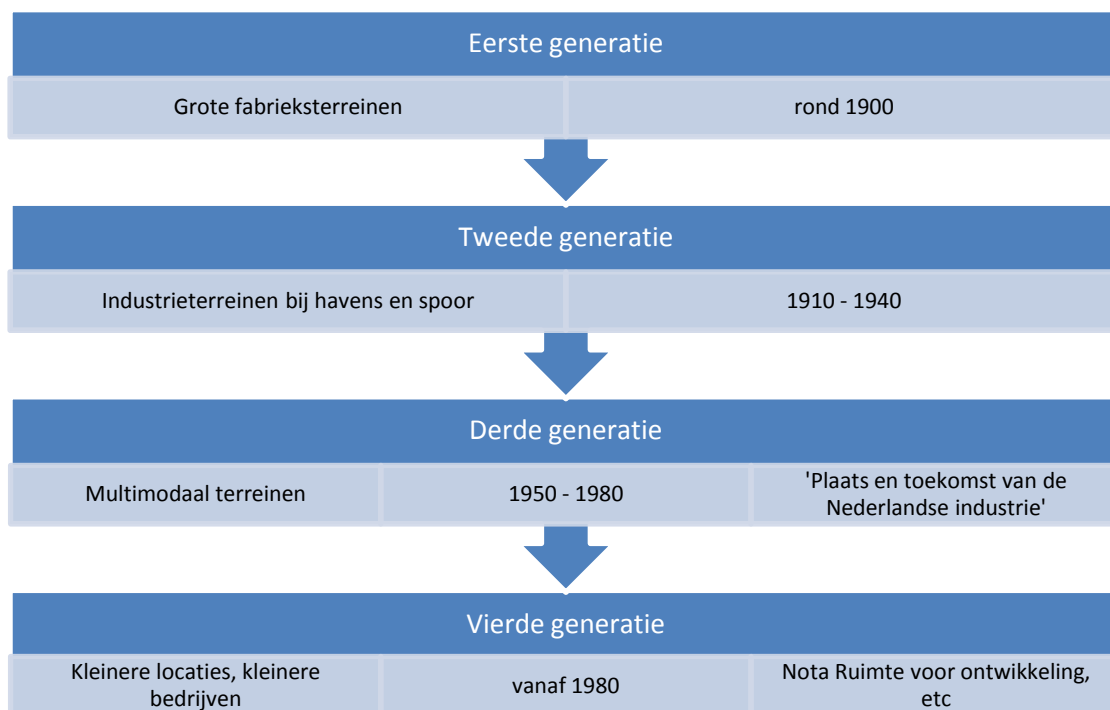 Eerste generatie
Grote fabrieksterreinen
rond 1900
Tweede generatie
Industrieterreinen bij havens en spoor
1910 - 1940
Derde generatie
Multimodaal terreinen
1950 - 1980
'Plaats en toekomst van de
Nederlandse industrie'
Vierde generatie
Kleinere locaties, kleinere
bedrijven
vanaf 1980
Nota Ruimte voor ontwikkeling,
etc